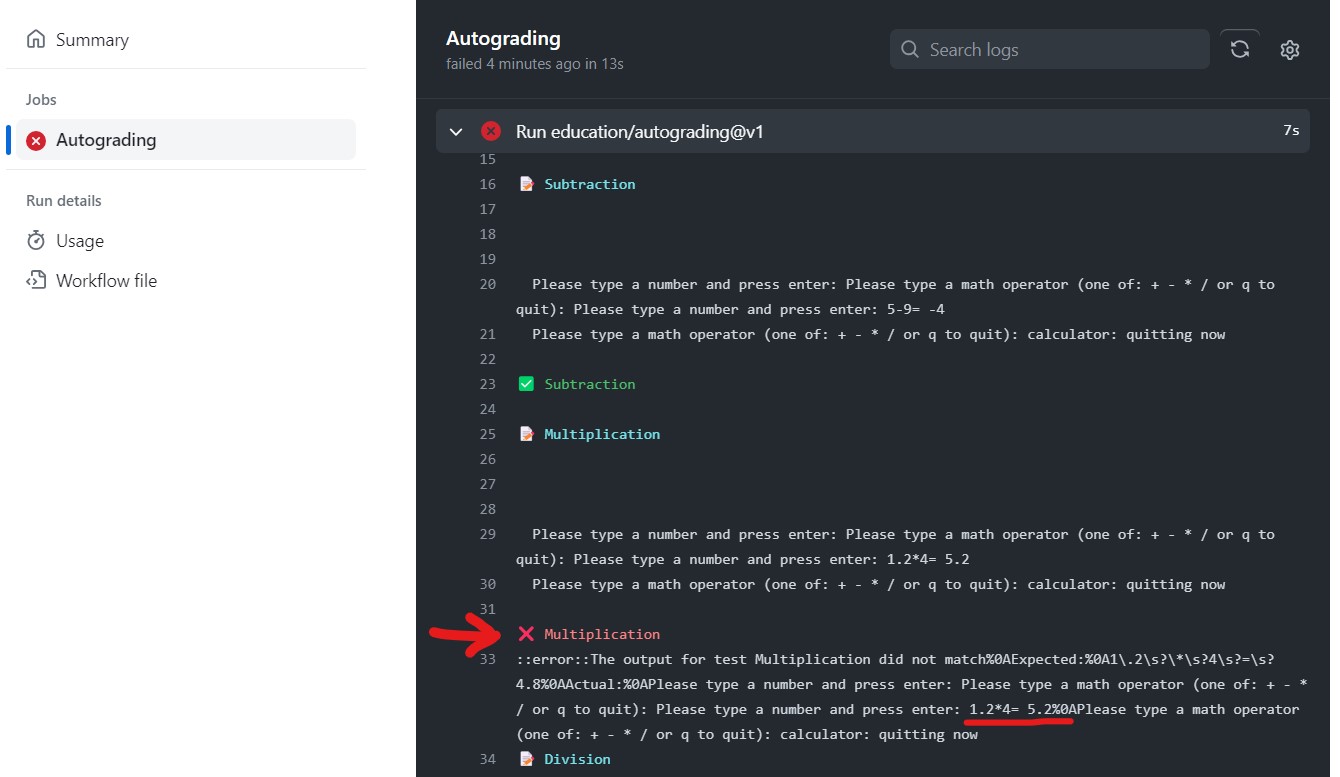 Summary
Jobs
Autograding
Run details
Usage
Workflow file
Autograding
failed 4 minutes ago in 13s
Search logs
Run education/autograding@v1 7s
15
16 Subtraction
17
18
19
20 Please type a number and press enter: Please type a math operator (one of: + - * / or q to
quit): Please type a number and press enter: 5-9= -4
21 Please type a math operator (one of: + - * / or q to quit): calculator: quitting now
22
23 Subtraction
24
25 Multiplication
26
27
28
29 Please type a number and press enter: Please type a math operator (one of: + - * / or q to
quit): Please type a number and press enter: 1.2*4= 5.2
30 Please type a math operator (one of: + - * / or q to quit): calculator: quitting now
31
Multiplication
33 ::error::The output for test Multiplication did not match%0AExpected:%0A1\.2\s?\*\s?4\s?=\s?
4.8%0AActual:%0APlease type a number and press enter: Please type a math operator (one of: + - *
/ or q to quit): Please type a number and press enter: 1.2*4= 5.2%0APlease type a math operator
(one of: + - * / or q to quit): calculator: quitting now
34 Division